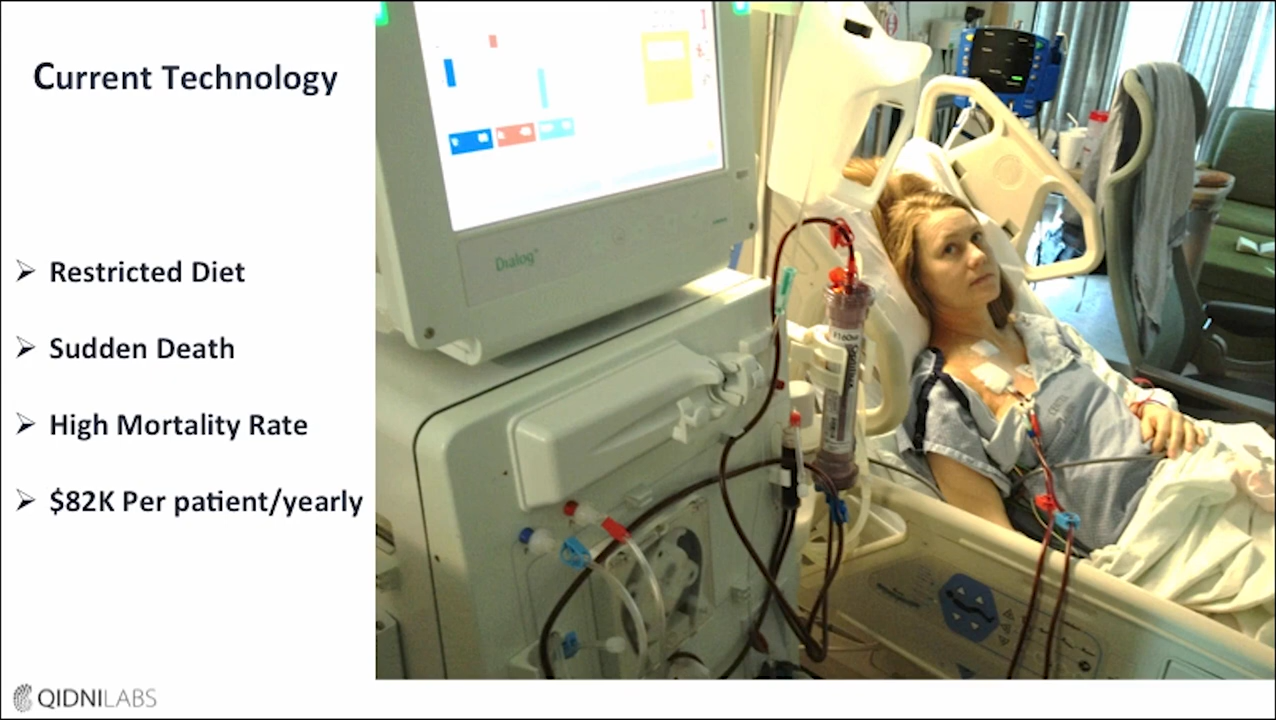 Current Technology
➢ Restricted Diet
➢ Sudden Death
➢ High Mortality Rate
➢ $82K Per patient/yearly
QIDNILABS
Dialog+